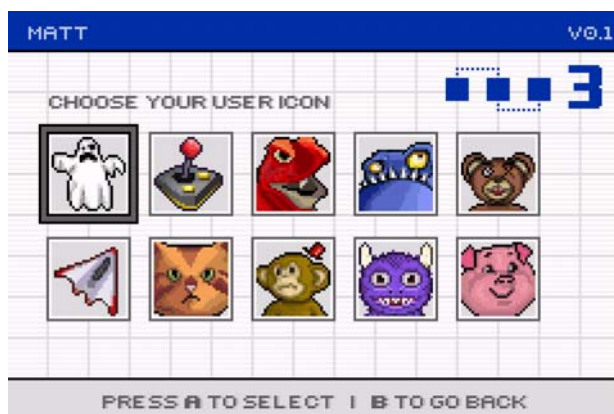 MATT V0.1
3
CHOOSE YOUR USER ICON
PRESS A TO SELECT | B TO GO BACK